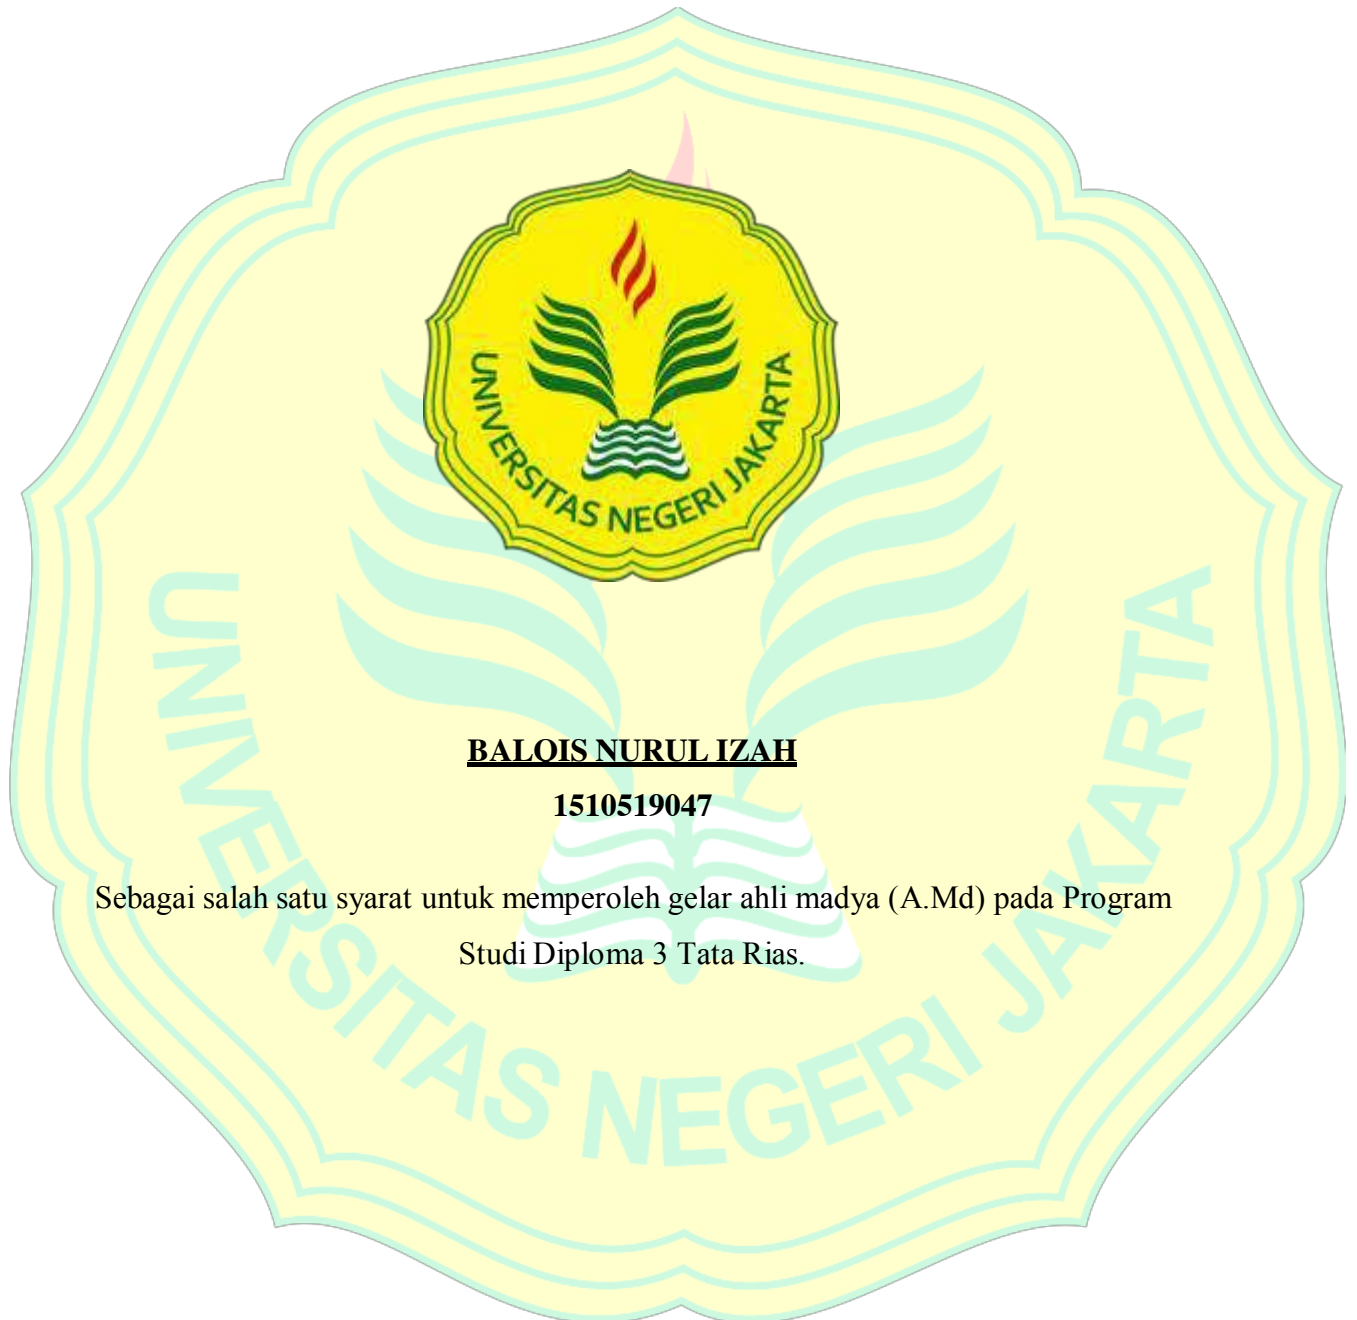 UNIVERSITAS NEGERI JAKARTA
BALQIS NURUL IZAH
1510519047
Sebagai salah satu syarat untuk memperoleh gelar ahli madya (A.Md) pada Program
Studi Diploma 3 Tata Rias.
UNIVERSITAS NEGERI JAKARTA